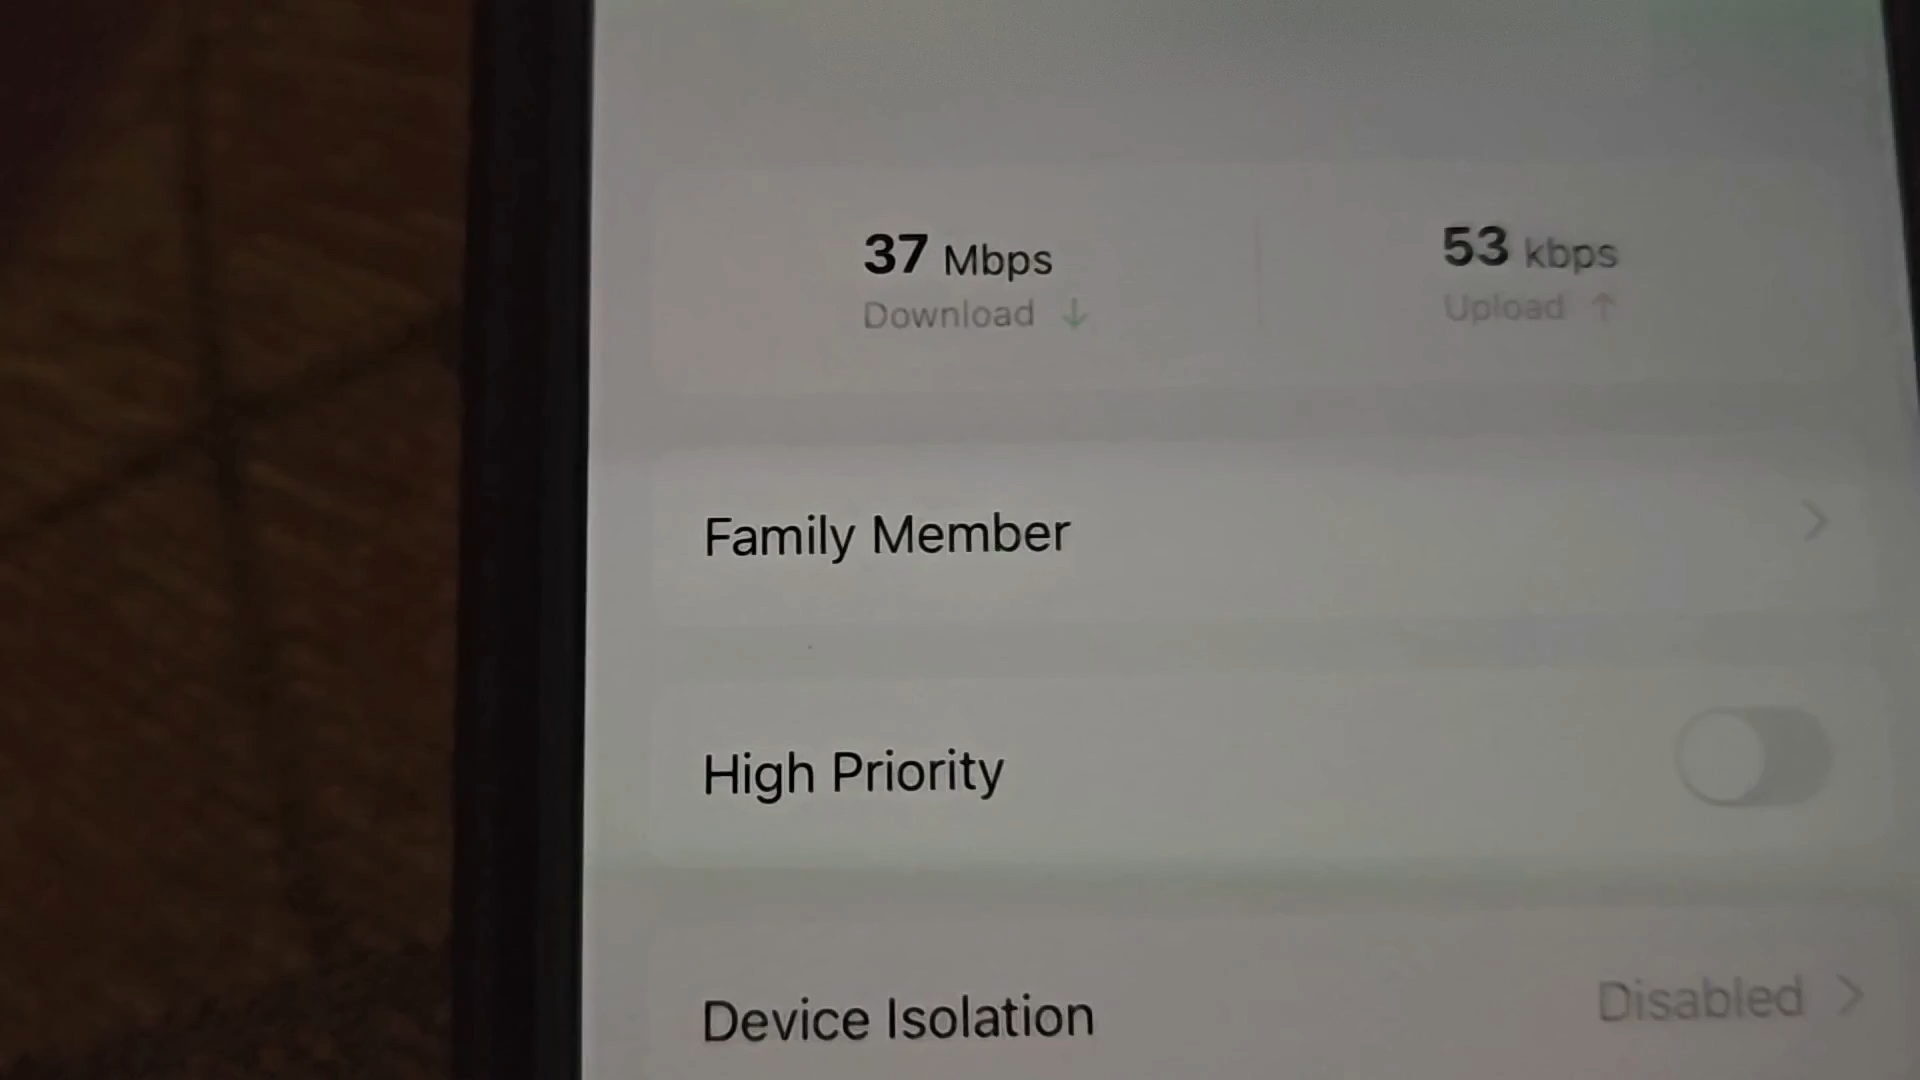 37 Mbps
Download ↓
53 kbps
Upload ↑
Family Member
High Priority
Device Isolation
Disabled